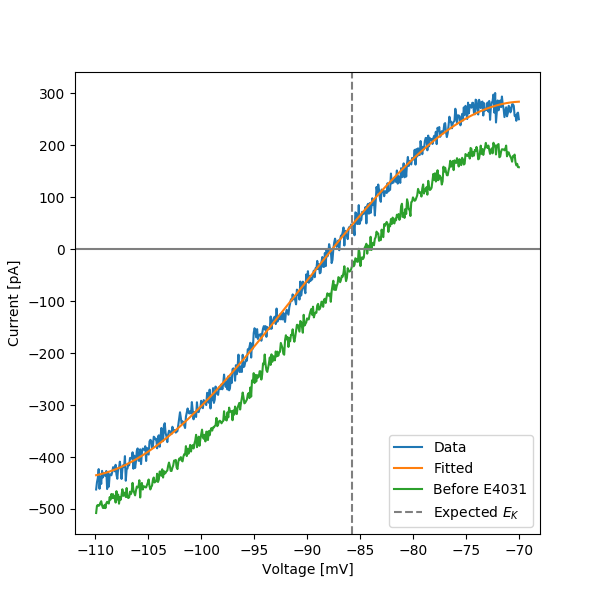 300
200
100
0
−100
−200
−300
−400
−500
Current [pA]
−110 −105 −100 −95 −90 −85 −80 −75 −70
Voltage [mV]
Data
Fitted
Before E4031
Expected E_K